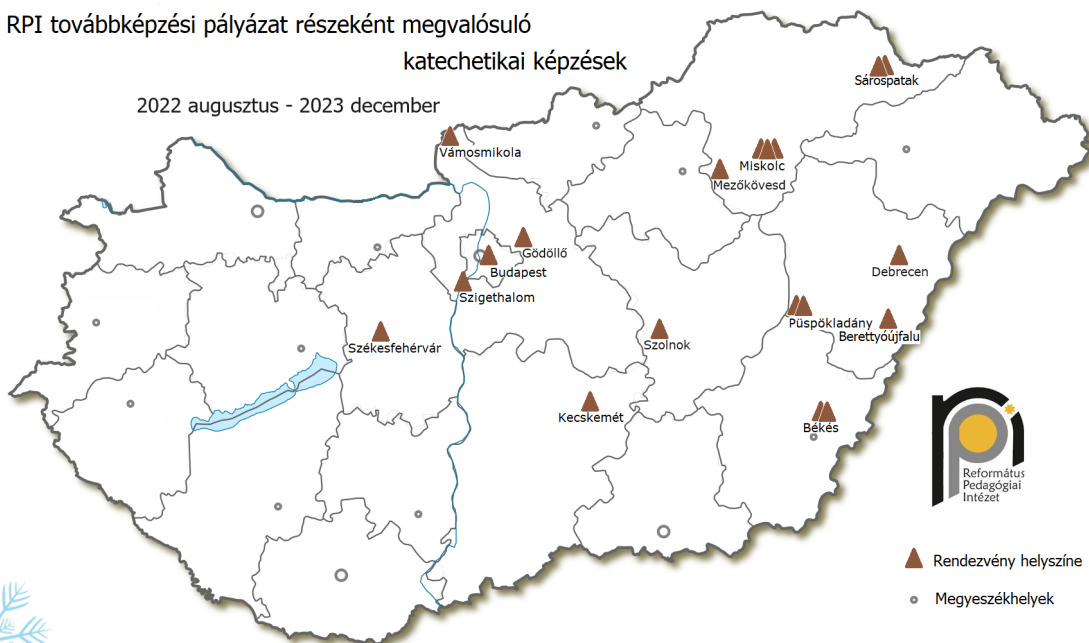 RPI továbbképzési pályázat részeként megvalósuló
katechetikai képzések
2022 augusztus - 2023 december
Sárospatak
Vámosmikola
Miskolc
Mezőkövesd
Gödöllő
Budapest
Debrecen
Szigethalom
Püspökladány
Berettyóújfalu
Székesfehérvár
Szolnok
Kecskemét
Békés
Református
Pedagógiai
Intézet
Rendezvény helyszíne
Megyeszékhelyek